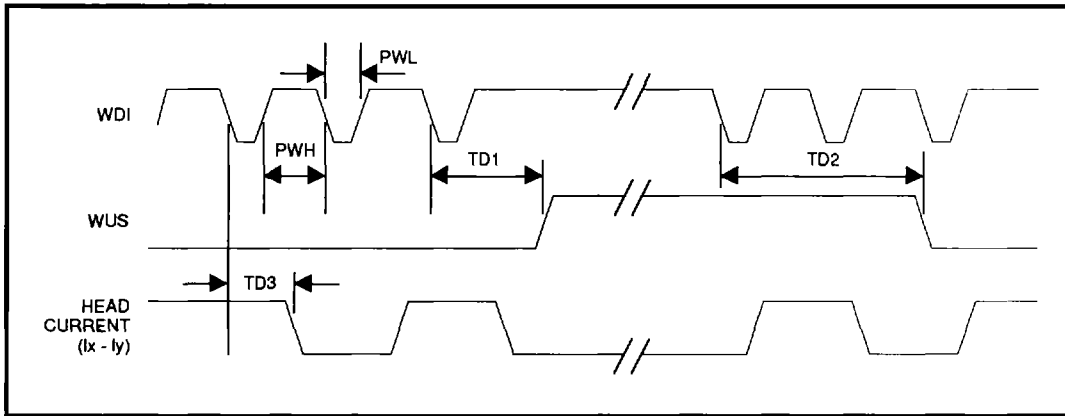 PWL
WDI
PWH
TD1
TD2
WUS
TD3
HEAD
CURRENT
(Ix - Iy)